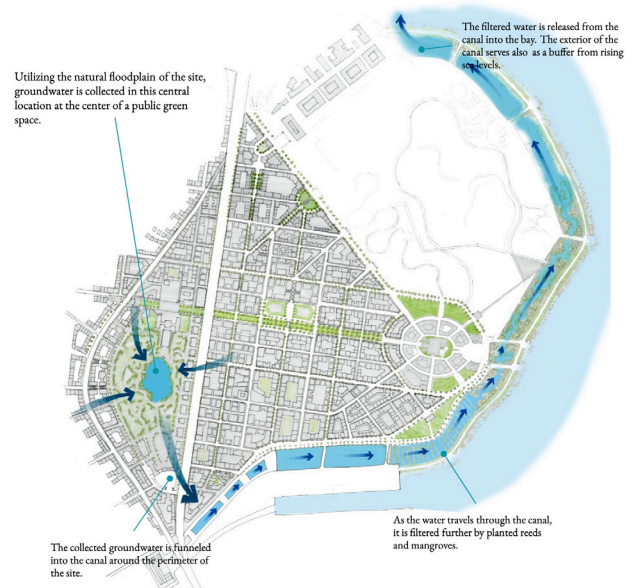 The filtered water is released from the
canal into the bay. The exterior of the
canal serves also as a buffer from rising
sea levels.
Utilizing the natural floodplain of the site,
groundwater is collected in this central
location at the center of a public green
space.
The collected groundwater is funneled
into the canal around the perimeter of
the site.
As the water travels through the canal,
it is filtered further by planted reeds
and mangroves.